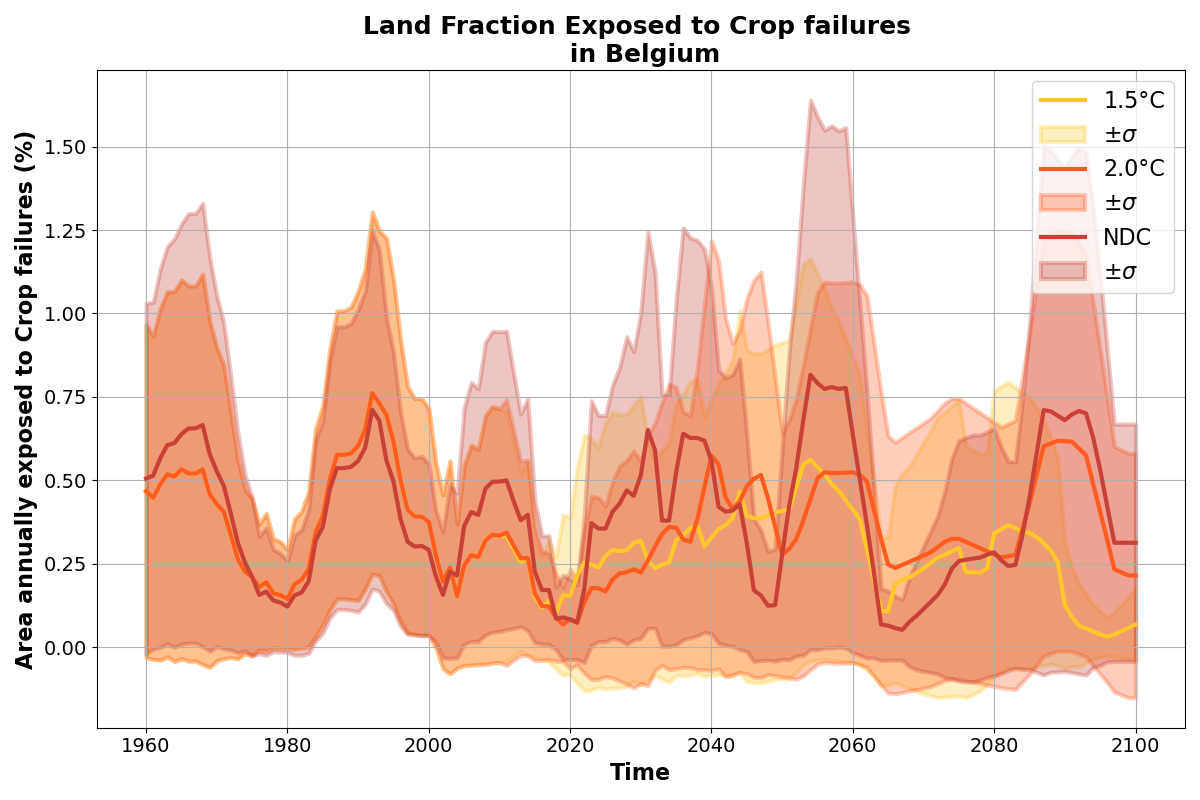 Land Fraction Exposed to Crop failures
in Belgium
Area annually exposed to Crop failures (%)
1.50
1.25
1.00
0.75
0.50
0.25
0.00
1.5°C
±σ
2.0°C
±σ
NDC
±σ
1960
1980
2000
2020
2040
2060
2080
2100
Time